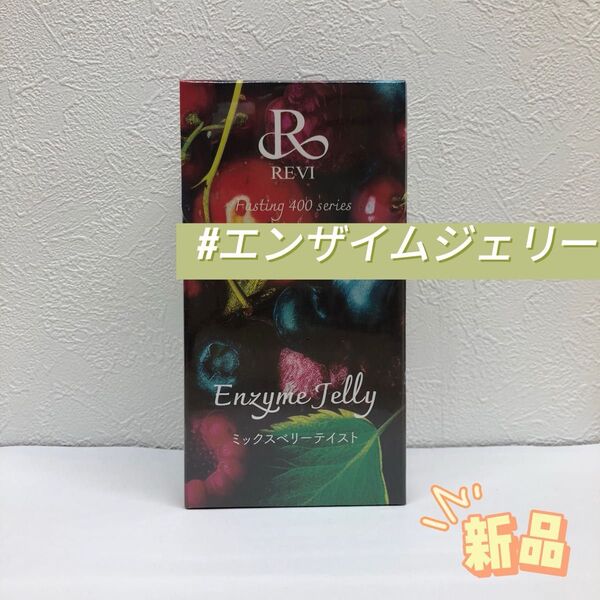 R
REVI
Fasting 400 series
#エンザイムジェリー
Enzyme Jelly
ミックスベリーテイスト
新品